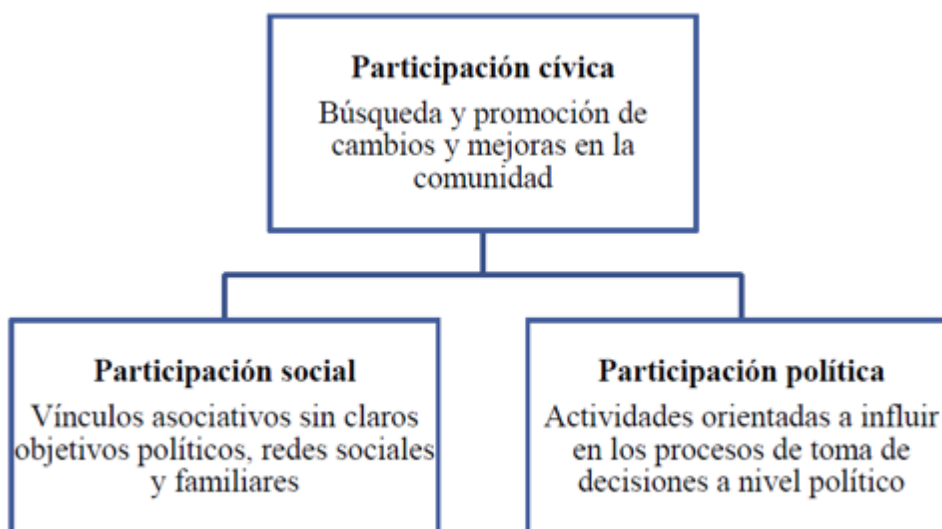 Participación cívica
Búsqueda y promoción de
cambios y mejoras en la
comunidad
Participación social
Vínculos asociativos sin claros
objetivos políticos, redes sociales
y familiares
Participación política
Actividades orientadas a influir
en los procesos de toma de
decisiones a nivel político